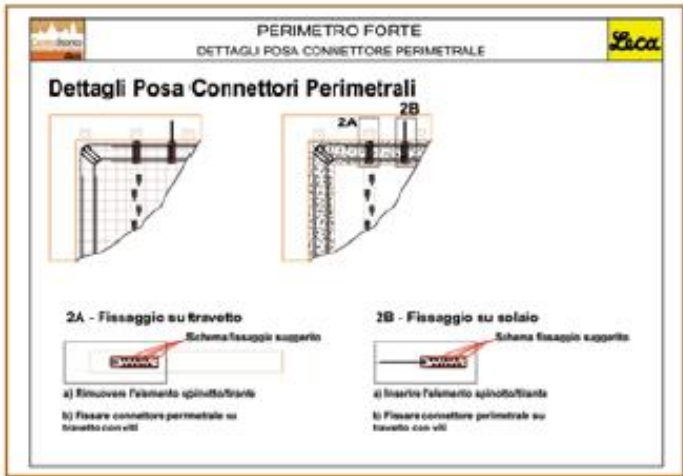 PERIMETRO FORTE
DETTAGLI POSA CONNETTORE PERIMETRALE
CentroStorico
Leca
Dettagli Posa Connettori Perimetrali
2A
2B
2A - Fissaggio su travetto
Schema fissaggio suggerito
a) Rimuovere l'elemento spinotto/tirante
b) Fissare connettore perimetrale su
travetto con viti
2B - Fissaggio su solaio
Schema fissaggio suggerito
a) Inserire l'elemento spinotto/tirante
b) Fissare connettore perimetrale su
travetto con viti